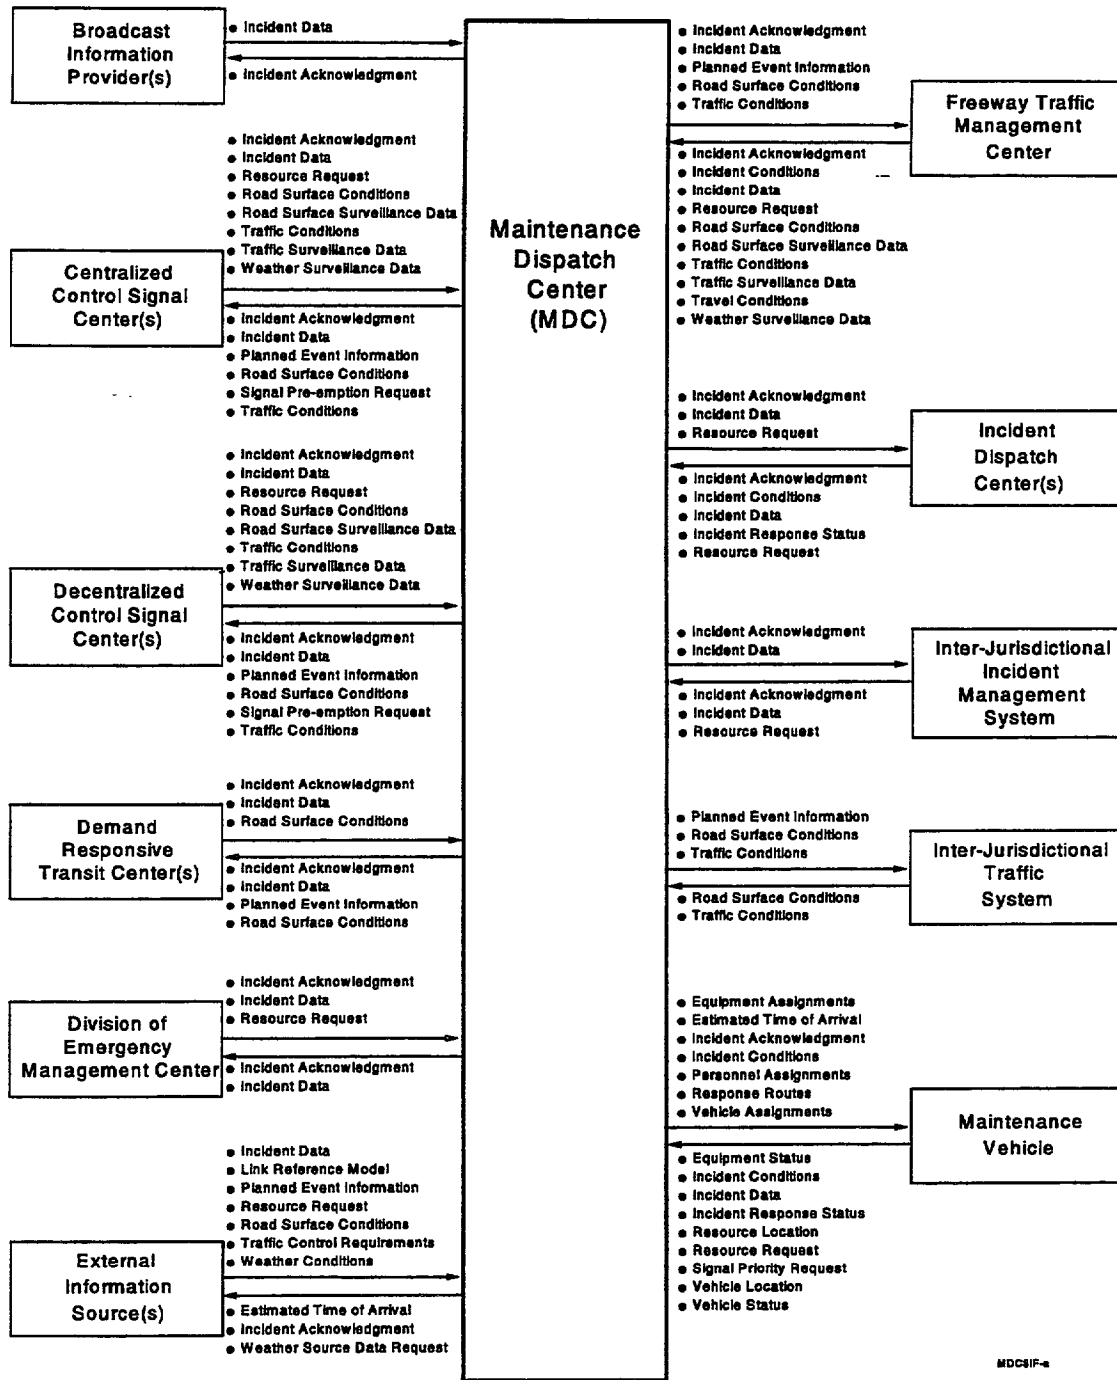 Broadcast
Information
Provider(s)
● Incident Data
● Incident Acknowledgment
● Incident Acknowledgment
● Incident Data
● Resource Request
● Road Surface Conditions
● Road Surface Surveillance Data
● Traffic Conditions
● Traffic Surveillance Data
● Weather Surveillance Data
Centralized
Control Signal
Center(s)
● Incident Acknowledgment
● Incident Data
● Planned Event Information
● Road Surface Conditions
● Signal Pre-emption Request
● Traffic Conditions
● Incident Acknowledgment
● Incident Data
● Resource Request
● Road Surface Conditions
● Road Surface Surveillance Data
● Traffic Conditions
● Traffic Surveillance Data
● Weather Surveillance Data
Decentralized
Control Signal
Center(s)
● Incident Acknowledgment
● Incident Data
● Planned Event Information
● Road Surface Conditions
● Signal Pre-emption Request
● Traffic Conditions
● Incident Acknowledgment
● Incident Data
● Road Surface Conditions
Demand
Responsive
Transit Center(s)
● Incident Acknowledgment
● Incident Data
● Planned Event Information
● Road Surface Conditions
● Incident Acknowledgment
● Incident Data
● Resource Request
Division of
Emergency
Management Center
● Incident Acknowledgment
● Incident Data
● Incident Data
● Link Reference Model
● Planned Event Information
● Resource Request
● Road Surface Conditions
● Traffic Control Requirements
● Weather Conditions
External
Information
Source(s)
● Estimated Time of Arrival
● Incident Acknowledgment
● Weather Source Data Request
Maintenance
Dispatch
Center
(MDC)
● Incident Acknowledgment
● Incident Data
● Planned Event Information
● Road Surface Conditions
● Traffic Conditions
Freeway Traffic
Management
Center
● Incident Acknowledgment
● Incident Conditions
● Incident Data
● Resource Request
● Road Surface Conditions
● Road Surface Surveillance Data
● Traffic Conditions
● Traffic Surveillance Data
● Travel Conditions
● Weather Surveillance Data
● Incident Acknowledgment
● Incident Data
● Resource Request
Incident
Dispatch
Center(s)
● Incident Acknowledgment
● Incident Conditions
● Incident Data
● Incident Response Status
● Resource Request
● Incident Acknowledgment
● Incident Data
Inter-Jurisdictional
Incident
Management
System
● Incident Acknowledgment
● Incident Data
● Resource Request
● Planned Event Information
● Road Surface Conditions
● Traffic Conditions
Inter-Jurisdictional
Traffic
System
● Road Surface Conditions
● Traffic Conditions
● Equipment Assignments
● Estimated Time of Arrival
● Incident Acknowledgment
● Incident Conditions
● Personnel Assignments
● Response Routes
● Vehicle Assignments
Maintenance
Vehicle
● Equipment Status
● Incident Conditions
● Incident Data
● Incident Response Status
● Resource Location
● Resource Request
● Signal Priority Request
● Vehicle Location
● Vehicle Status
MDCSIF-a